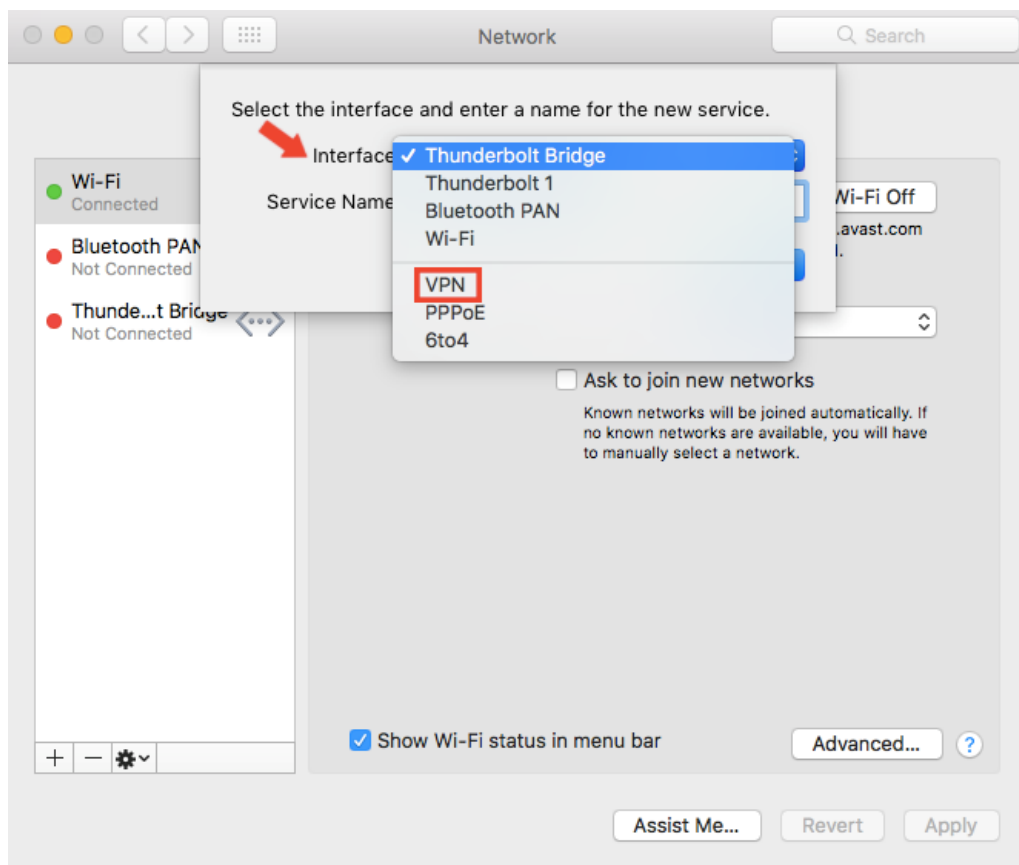 Network
Search
Select the interface and enter a name for the new service.
Interface
✓ Thunderbolt Bridge
Thunderbolt 1
Bluetooth PAN
Wi-Fi
VPN
PPPoE
6to4
Service Name
Wi-Fi
Connected
Bluetooth PAN
Not Connected
Thunde...t Bridge
Not Connected
Wi-Fi Off
.avast.com
Ask to join new networks
Known networks will be joined automatically. If
no known networks are available, you will have
to manually select a network.
Show Wi-Fi status in menu bar
Advanced...
?
+ −
Assist Me...
Revert
Apply